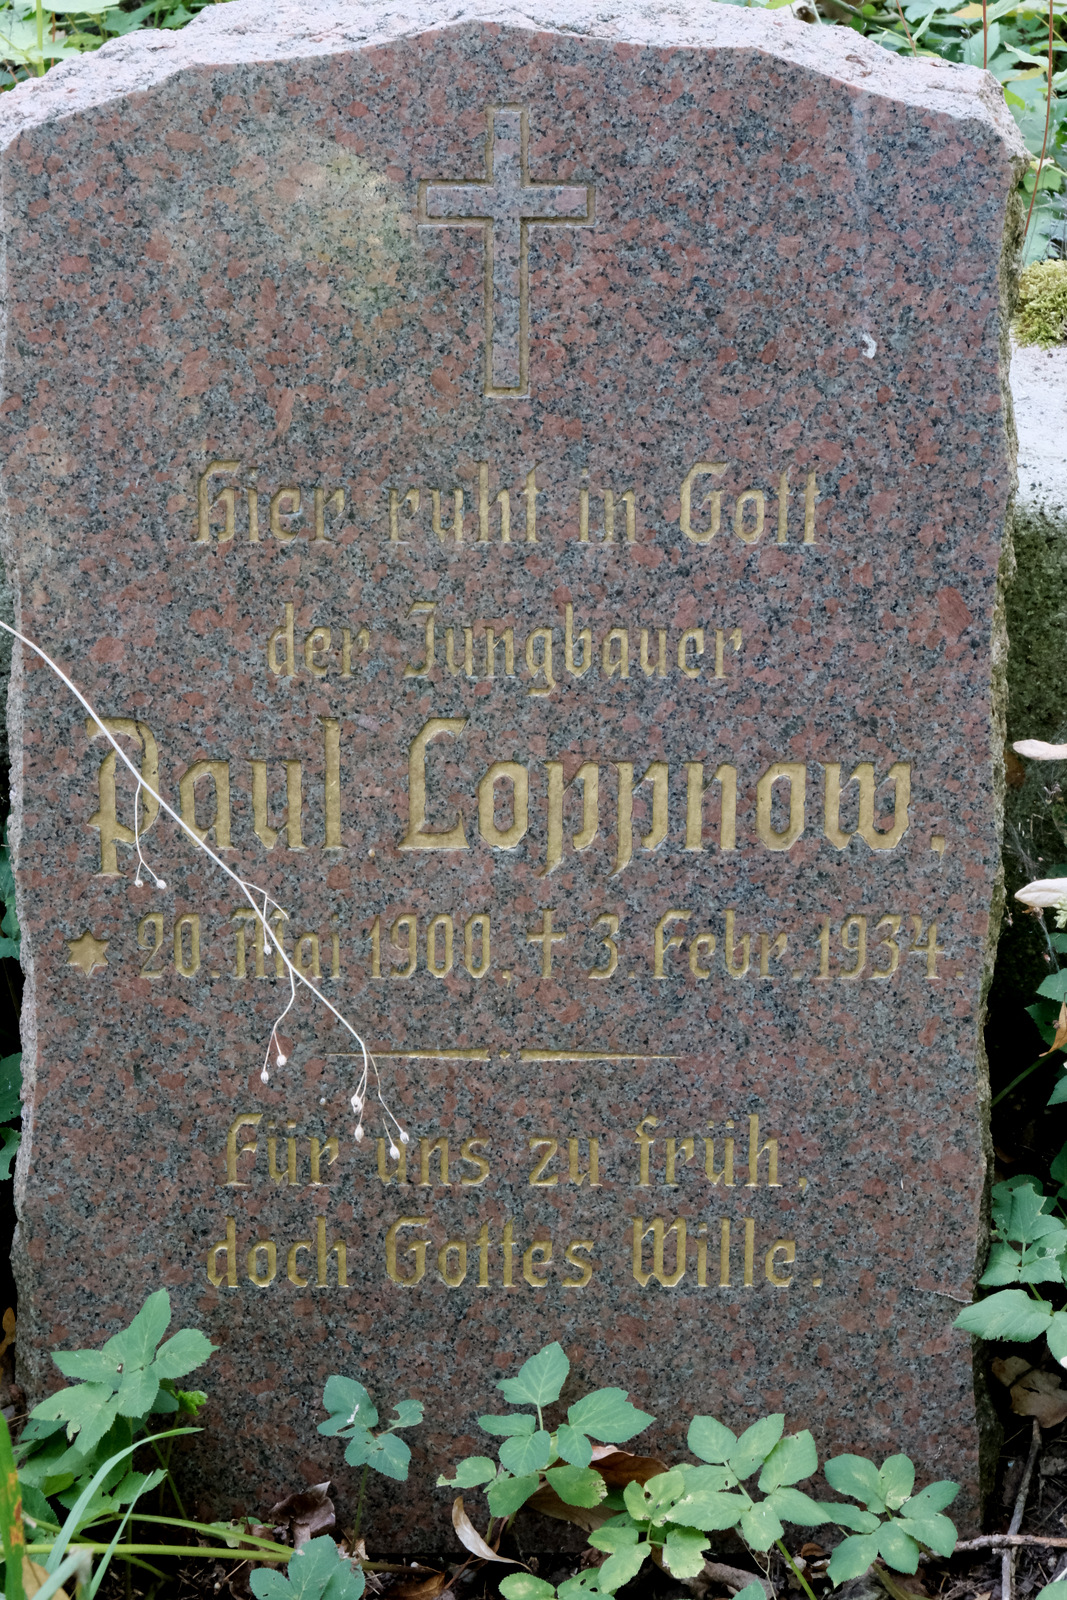 Hier ruht in Gott
der Jungbauer
Paul Loppnow,
* 20. Mai 1900, † 3. Febr. 1934.
Für uns zu früh,
doch Gottes Wille.